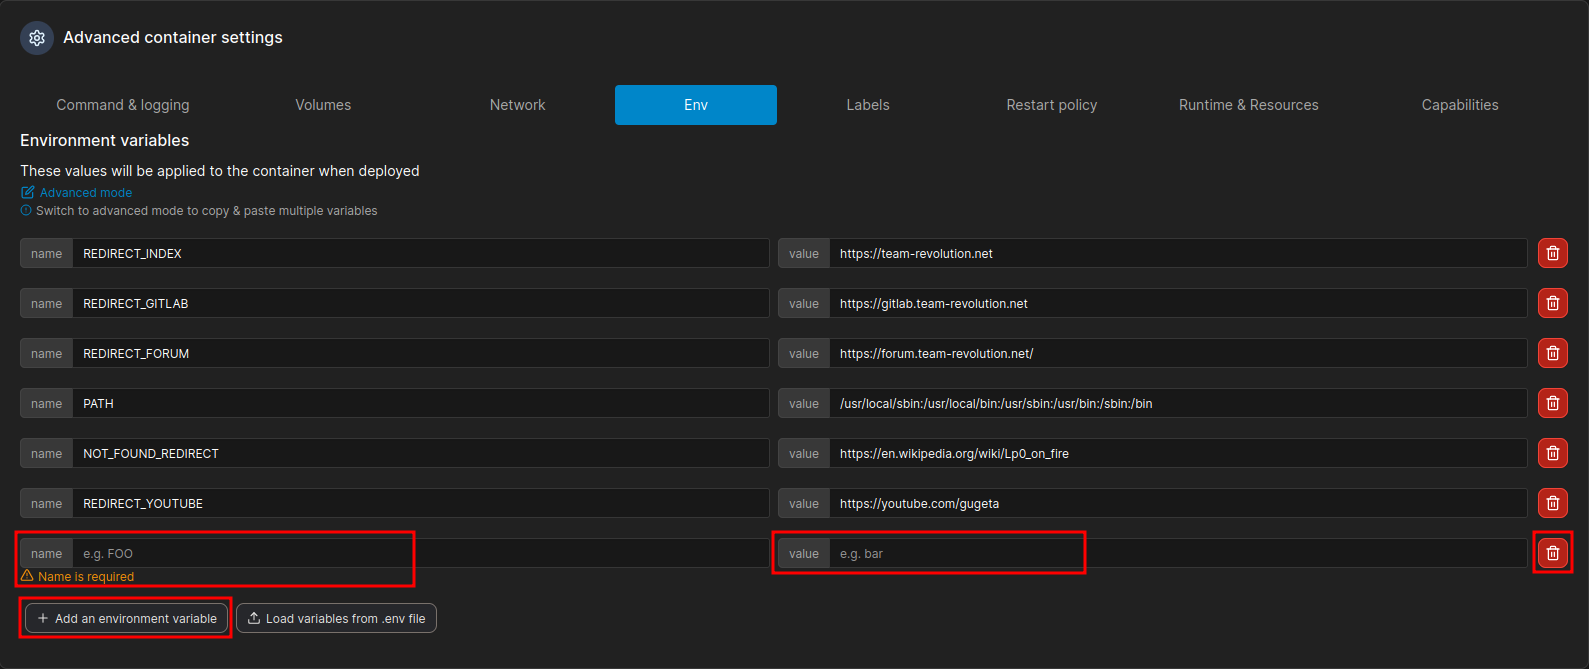 Advanced container settings
Command & logging Volumes Network Env Labels Restart policy Runtime & Resources Capabilities
Environment variables
These values will be applied to the container when deployed
Advanced mode
Switch to advanced mode to copy & paste multiple variables
name REDIRECT_INDEX value https://team-revolution.net
name REDIRECT_GITLAB value https://gitlab.team-revolution.net
name REDIRECT_FORUM value https://forum.team-revolution.net/
name PATH value /usr/local/sbin:/usr/local/bin:/usr/sbin:/usr/bin:/sbin:/bin
name NOT_FOUND_REDIRECT value https://en.wikipedia.org/wiki/Lp0_on_fire
name REDIRECT_YOUTUBE value https://youtube.com/gugeta
name e.g. FOO value e.g. bar
Name is required
Add an environment variable Load variables from .env file